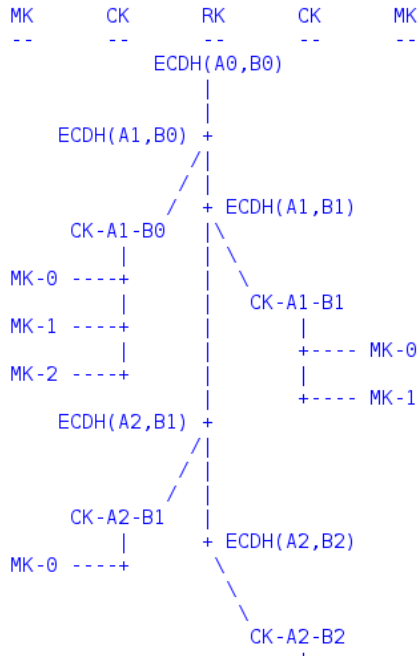 MK CK RK CK MK
-- -- -- -- --
ECDH(A0,B0)
|
|
ECDH(A1,B0) +
/|
/ |
/ + ECDH(A1,B1)
CK-A1-B0 |\
| | \
MK-0 ----+ | \
| | CK-A1-B1
MK-1 ----+ | |
| | +---- MK-0
MK-2 ----+ | |
| +---- MK-1
ECDH(A2,B1) +
/|
/ |
/ |
CK-A2-B1 |
| + ECDH(A2,B2)
MK-0 ----+ \
\
\
CK-A2-B2